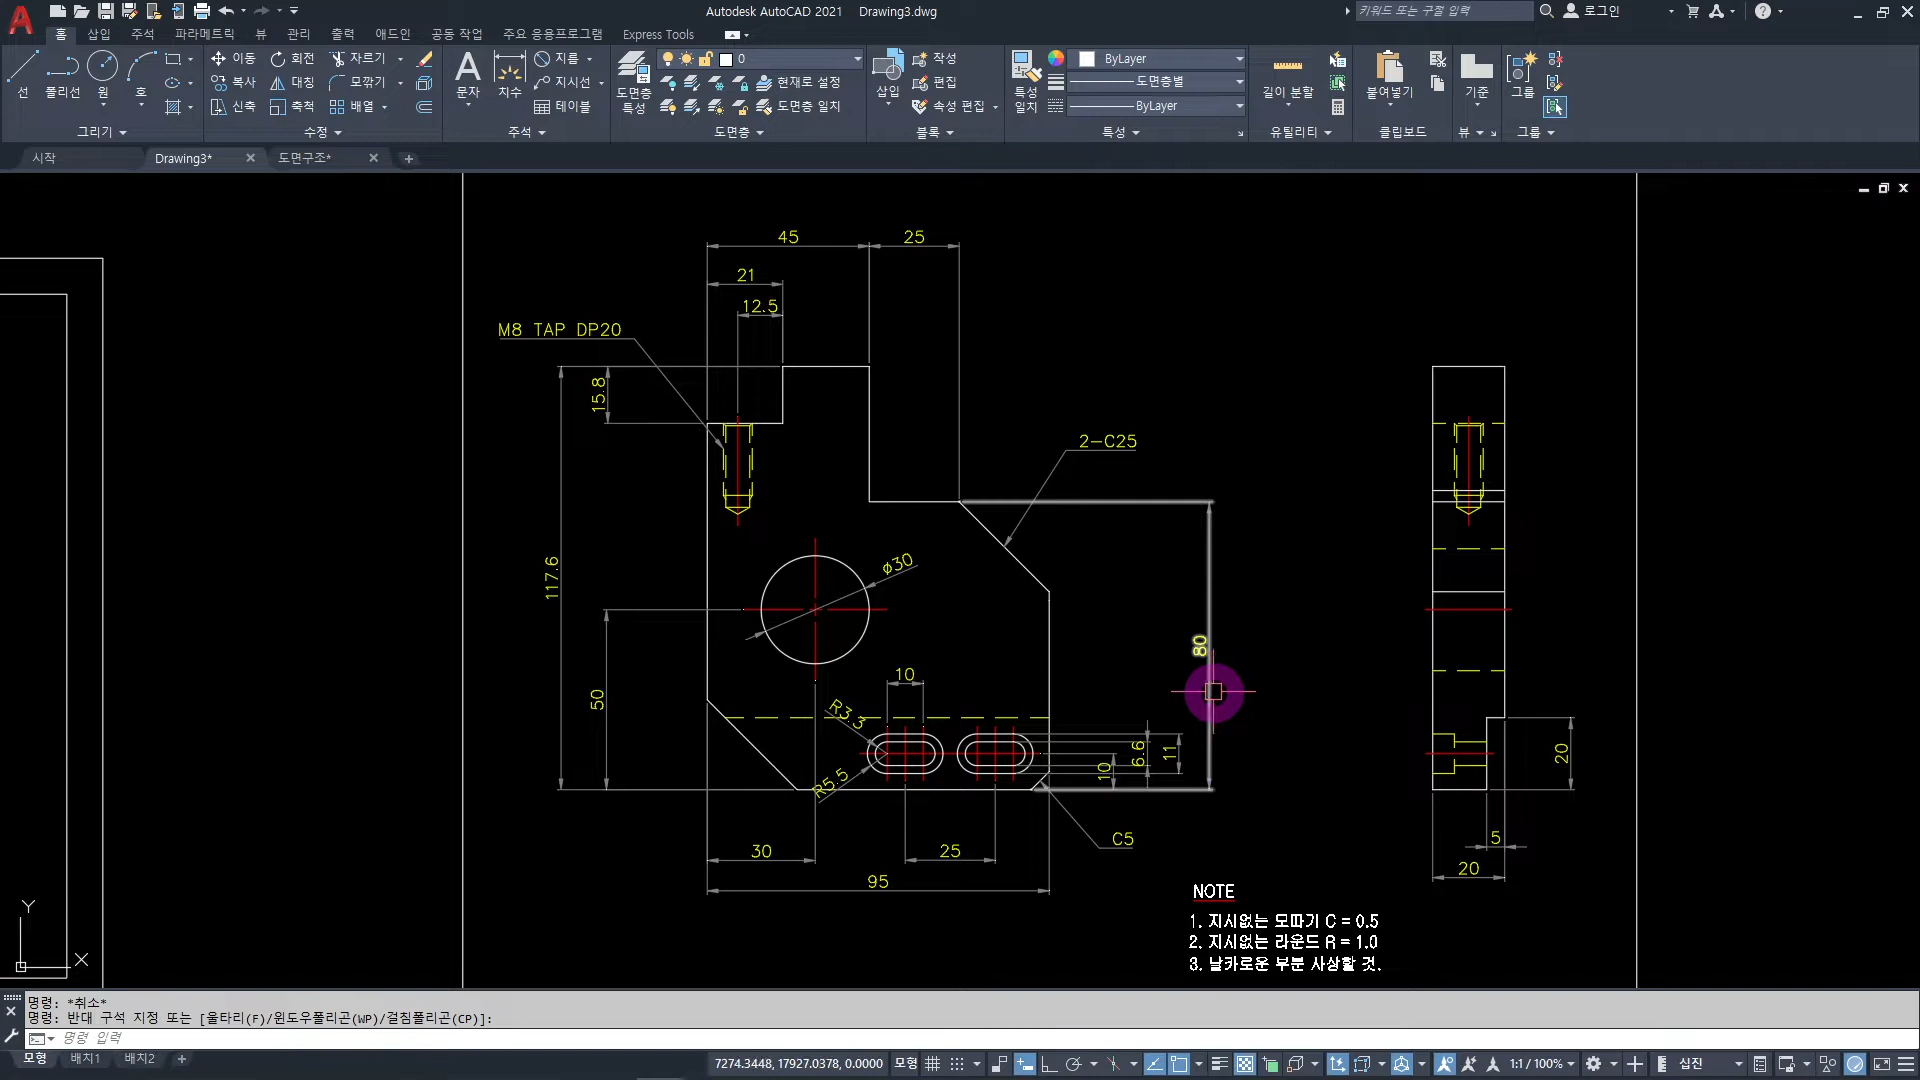 Autodesk AutoCAD 2021 Drawing3.dwg
키워드 또는 구절 입력
로그인
홈 삽입 주석 파라메트릭 뷰 관리 출력 애드인 공동 작업 주요 응용프로그램 Express Tools
선 폴리선 원 호
이동 회전 자르기
복사 대칭 모깎기
신축 축척 배열
문자 치수
지름
지시선
테이블
도면층 특성
0
현재로 설정
도면층 일치
삽입
작성
편집
속성 편집
특성 일치
ByLayer
도면층별
ByLayer
길이 분할
붙여넣기
기준
그룹
그리기 수정 주석 도면층 블록 특성 유틸리티 클립보드 뷰 그룹
시작 Drawing3* 도면구조*
45 25
21
12.5
M8 TAP DP20
15.8
2-C25
117.6
ø30
50
80
10
R3.3
R5.5
10
6.6
11
20
C5
5
30 25
95
20
NOTE
1. 지시없는 모따기 C = 0.5
2. 지시없는 라운드 R = 1.0
3. 날카로운 부분 사상할 것.
Y
X
명령: *취소*
명령: 반대 구석 지정 또는 [울타리(F)/윈도우폴리곤(WP)/걸침폴리곤(CP)]:
명령 입력
모형 배치1 배치2
7274.3448, 17927.0378, 0.0000 모형
1:1 / 100%
십진